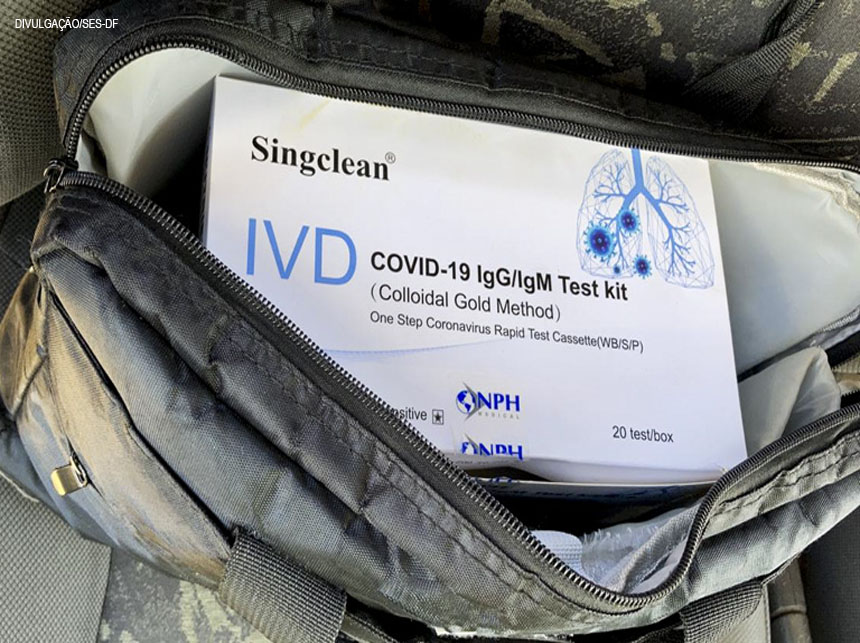 DIVULGAÇÃO/SES-DF
Singclean®
IVD
COVID-19 IgG/IgM Test kit
(Colloidal Gold Method)
One Step Coronavirus Rapid Test Cassette(WB/S/P)
NPH
MEDICAL
20 test/box
NPH